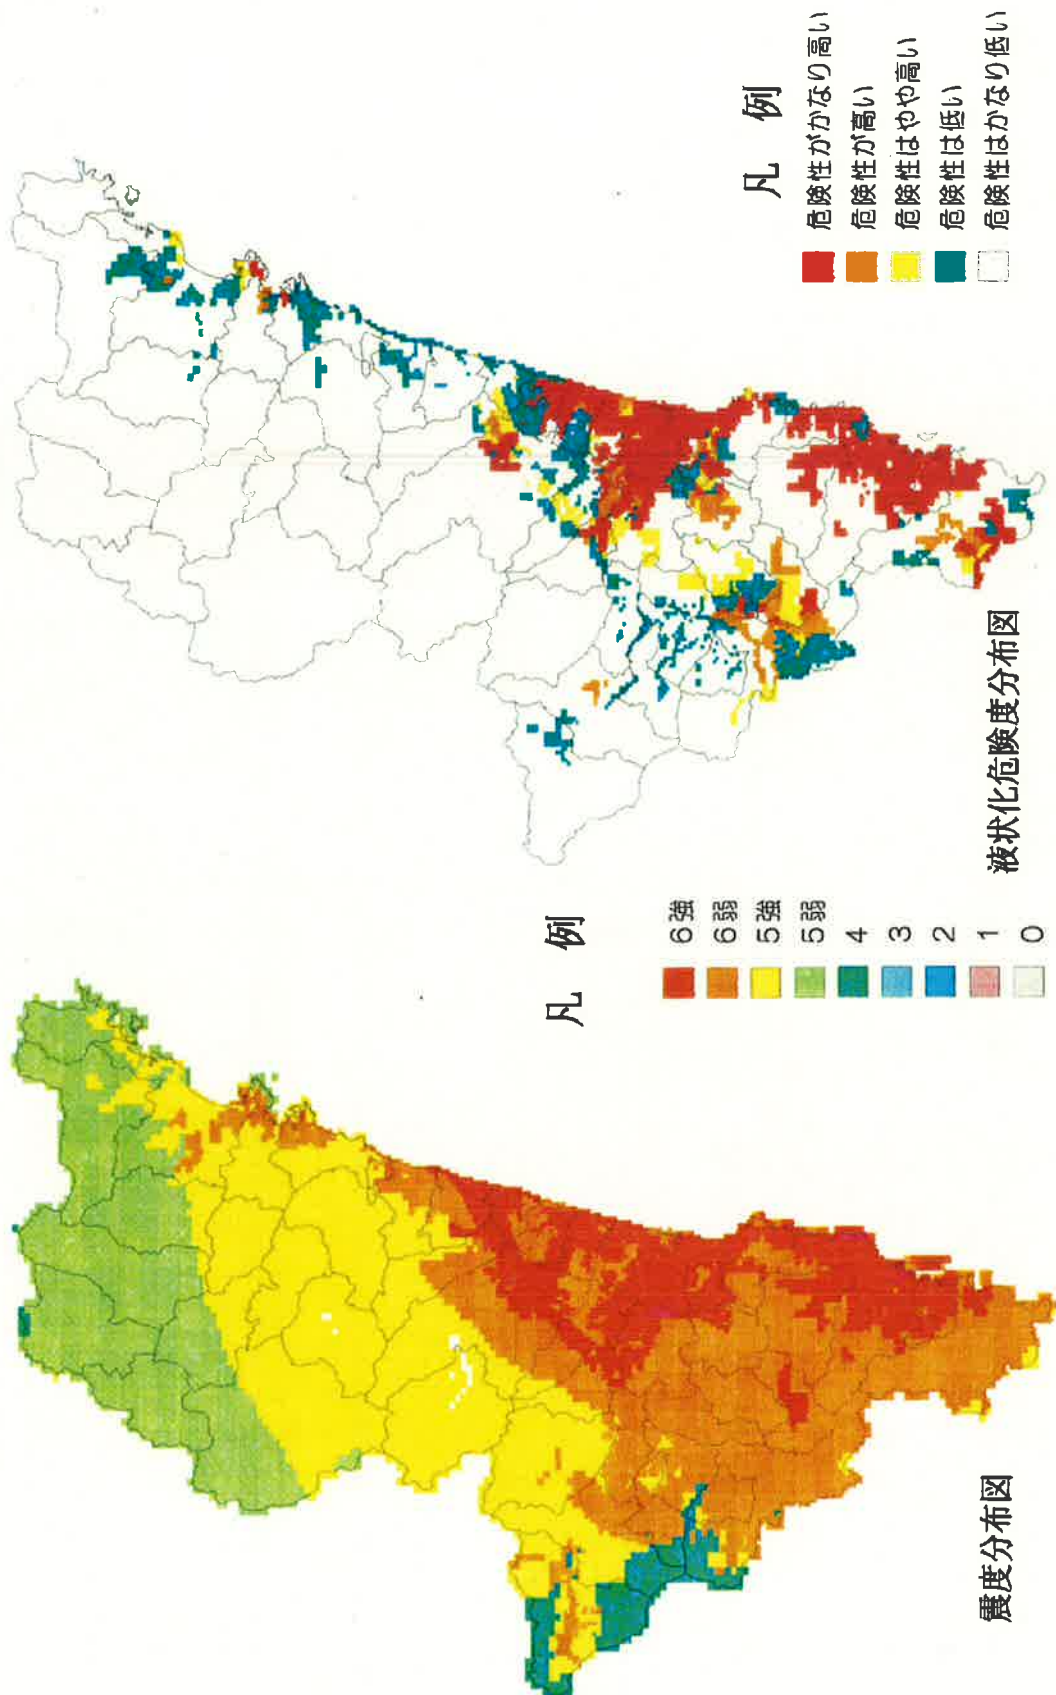 震度分布図
凡 例
6強
6弱
5強
5弱
4
3
2
1
0
液状化危険度分布図
凡 例
危険性がかなり高い
危険性が高い
危険性はやや高い
危険性は低い
危険性はかなり低い